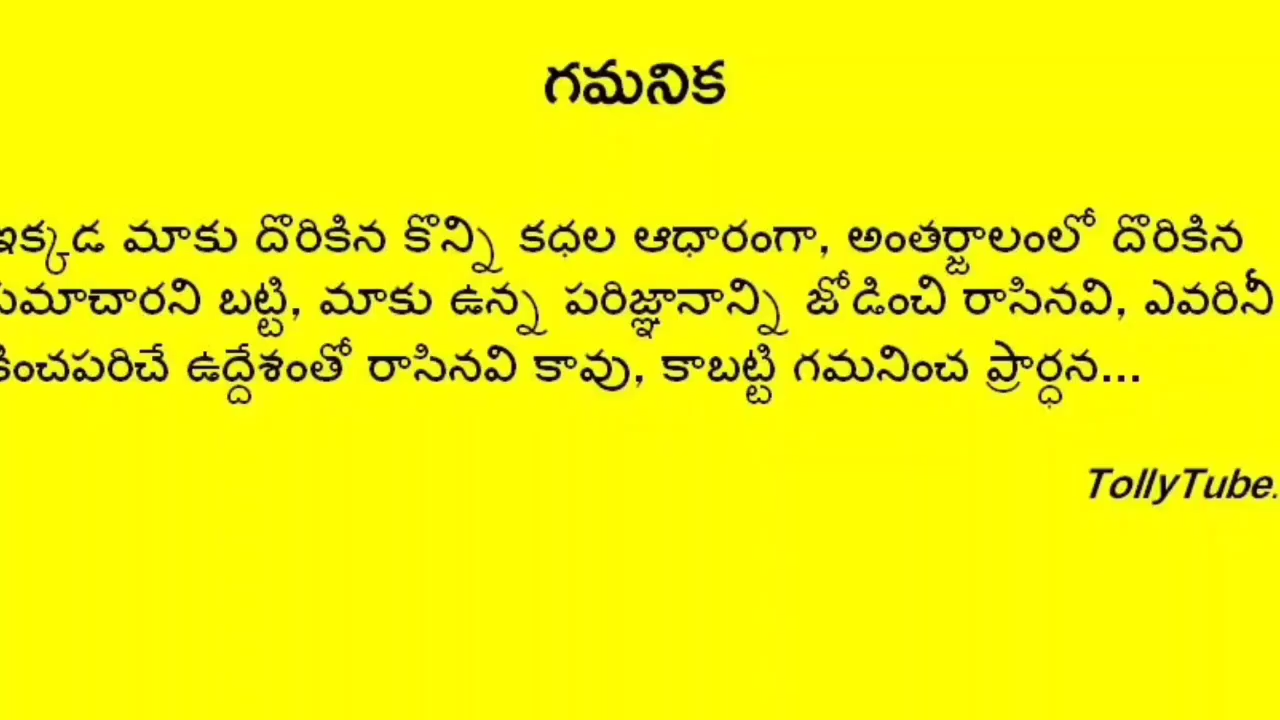 గమనిక
ఇక్కడ మాకు దొరికిన కొన్ని కధల ఆధారంగా, అంతర్జాలంలో దొరికిన
సమాచారని బట్టి, మాకు ఉన్న పరిజ్ఞానాన్ని జోడించి రాసినవి, ఎవరినీ
కించపరిచే ఉద్దేశంతో రాసినవి కావు, కాబట్టి గమనించ ప్రార్ధన...
TollyTube.